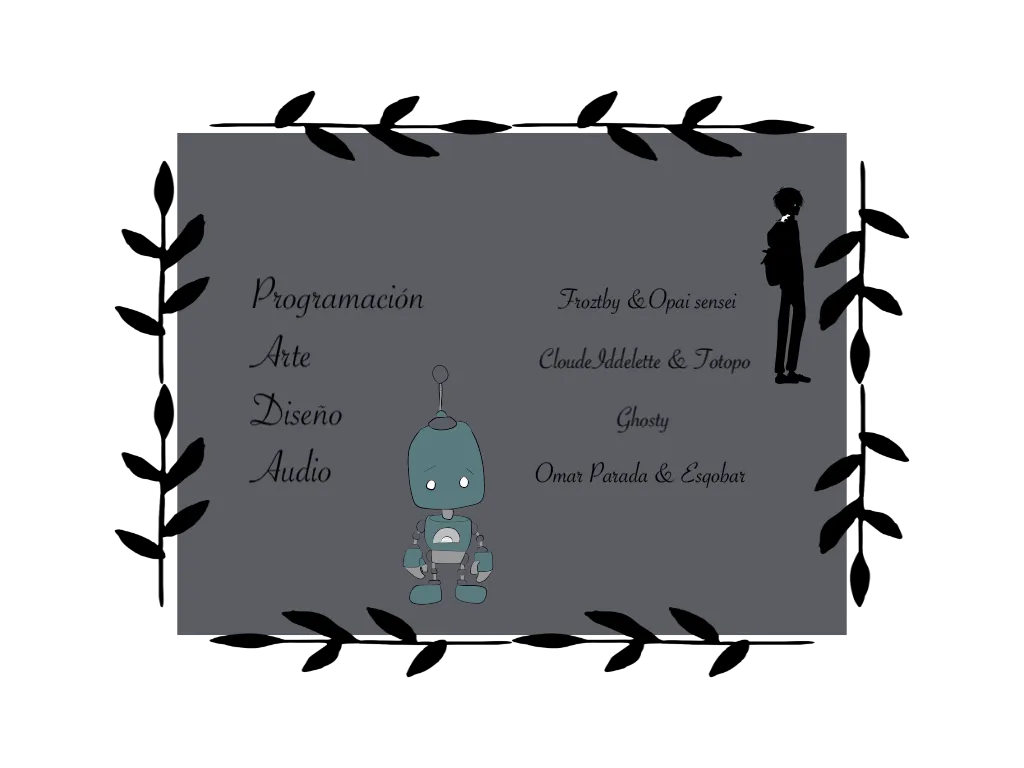 Programación Froztby & Opai sensei
Arte CloudeIddelette & Totopo
Diseño Ghosty
Audio Omar Parada & Esqobar